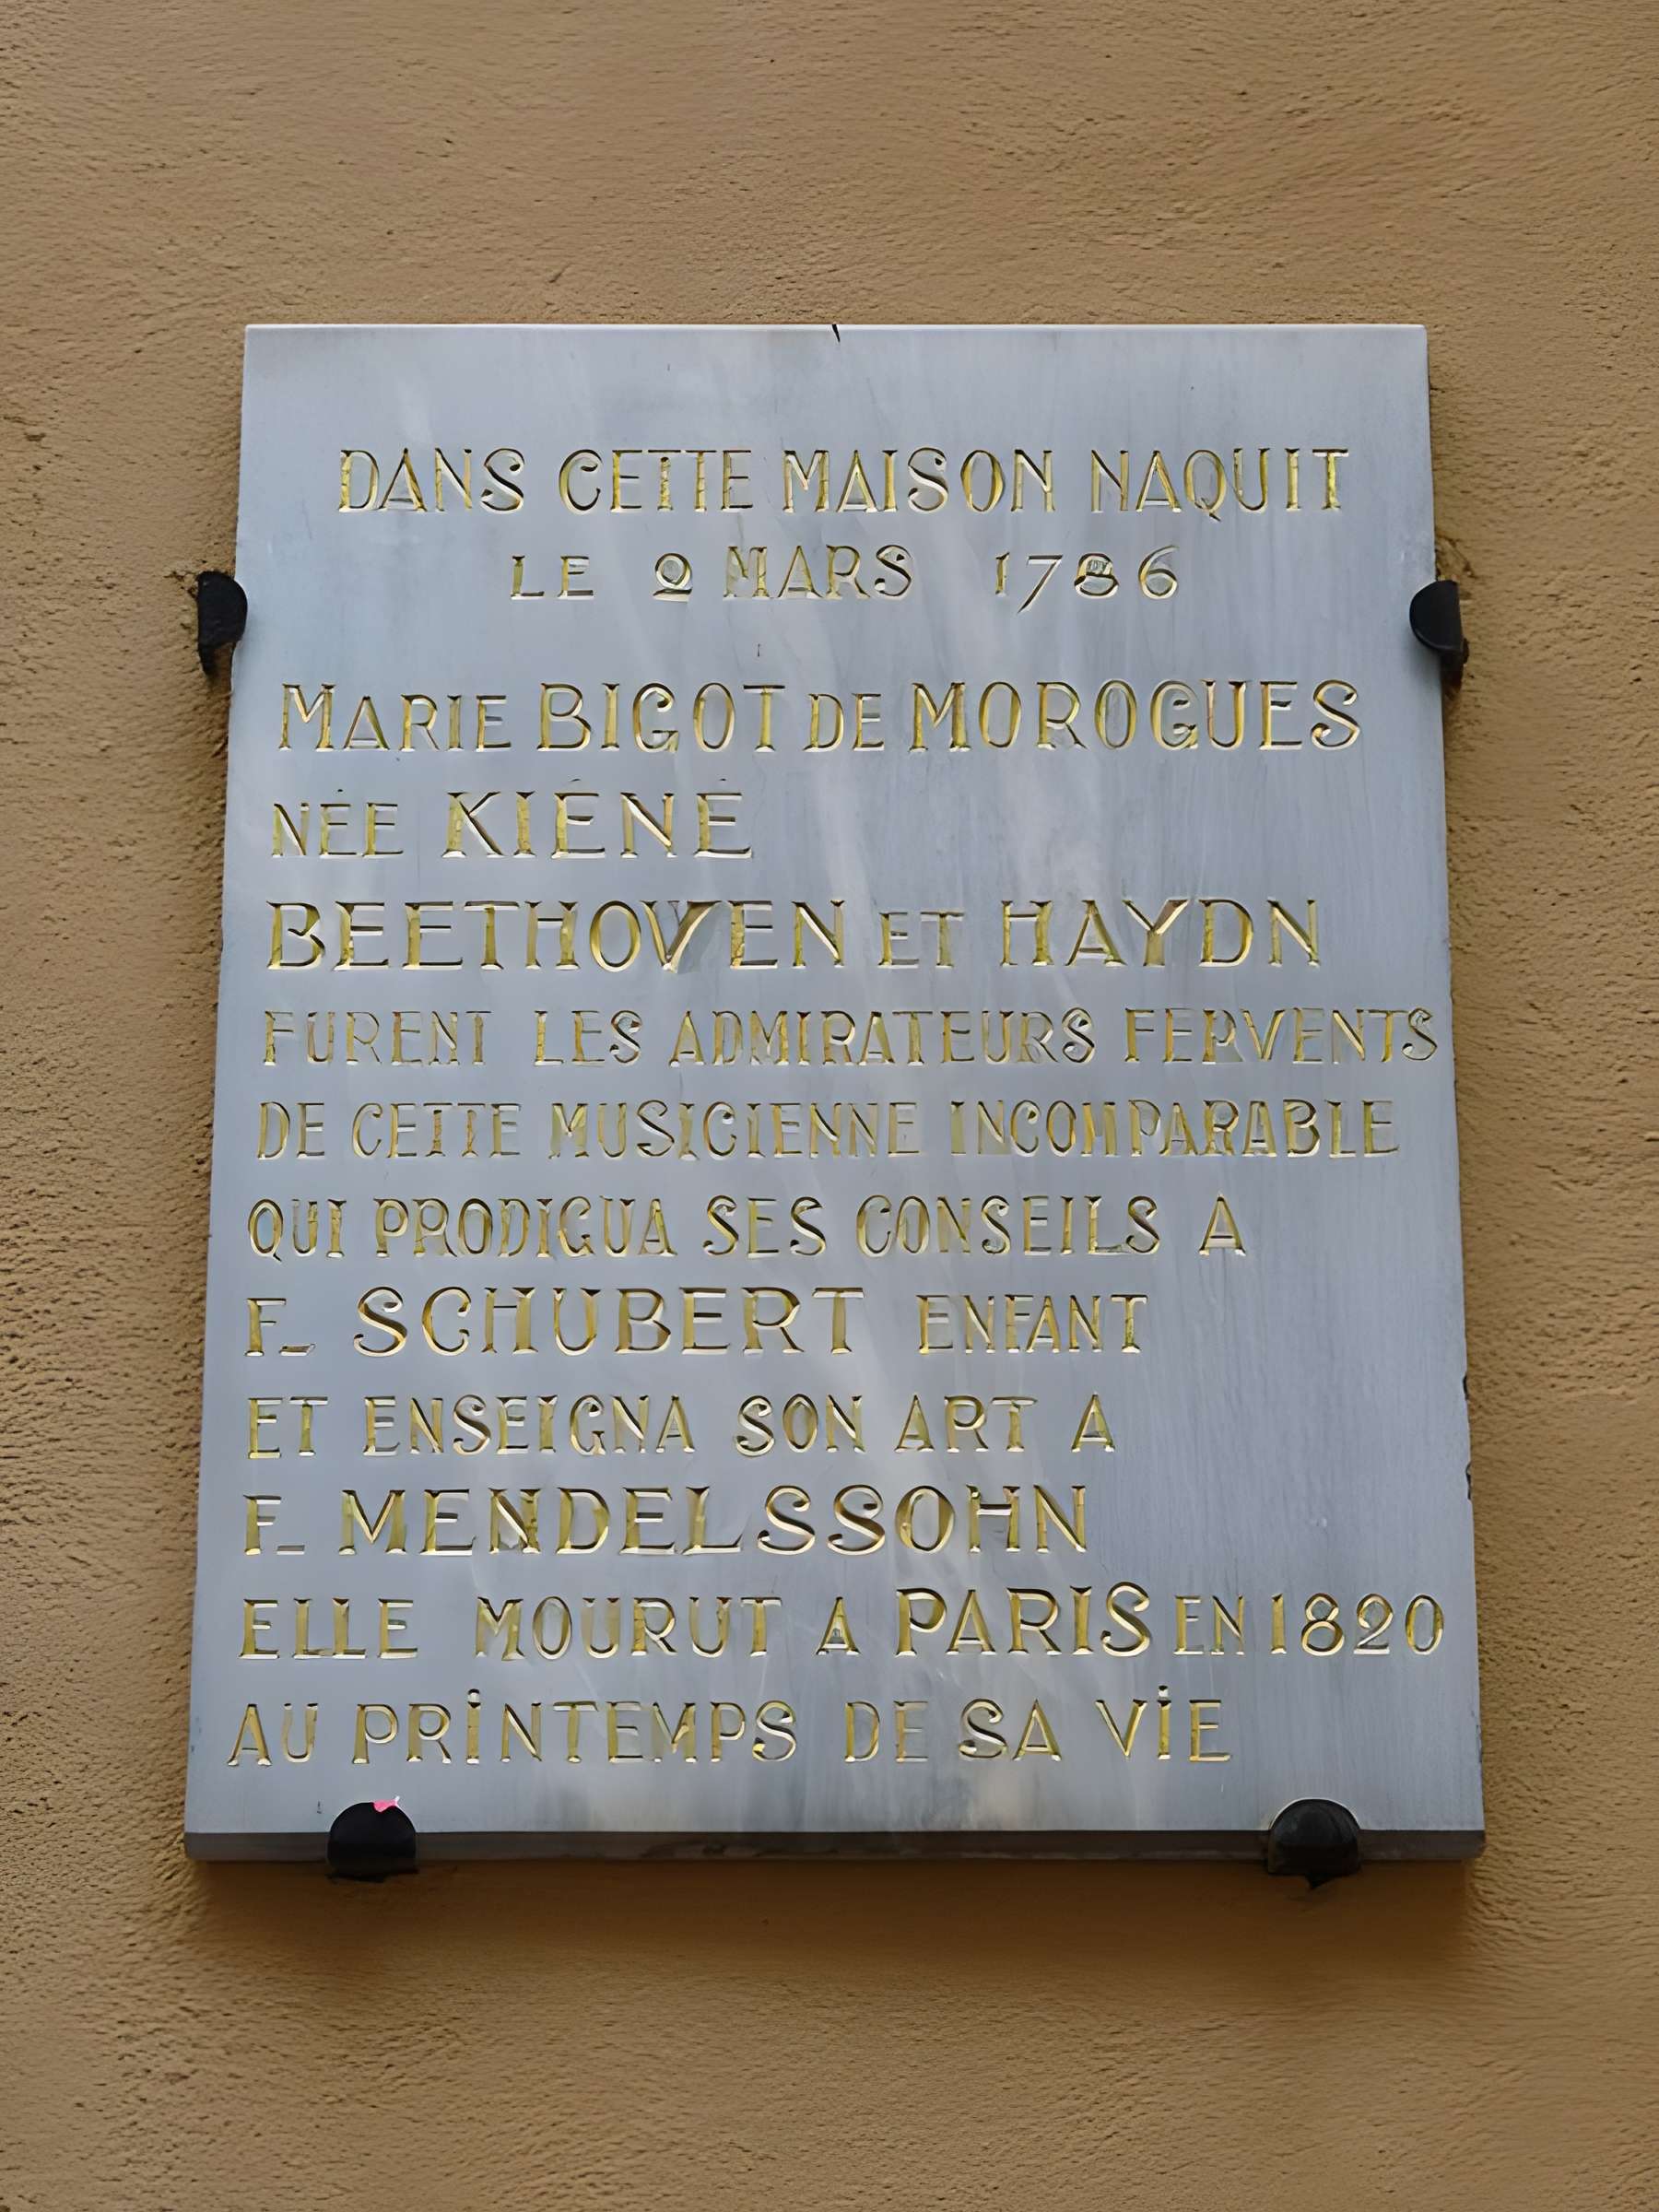 DANS CETTE MAISON NAQUIT
LE 2 MARS 1786
MARIE BIGOT DE MOROGUES
NÉE KIÉNÉ
BEETHOVEN ET HAYDN
FURENT LES ADMIRATEURS FERVENTS
DE CETTE MUSICIENNE INCOMPARABLE
QUI PRODIGUA SES CONSEILS A
F_ SCHUBERT ENFANT
ET ENSEIGNA SON ART A
F_ MENDELSSOHN
ELLE MOURUT A PARIS EN 1820
AU PRINTEMPS DE SA VIE